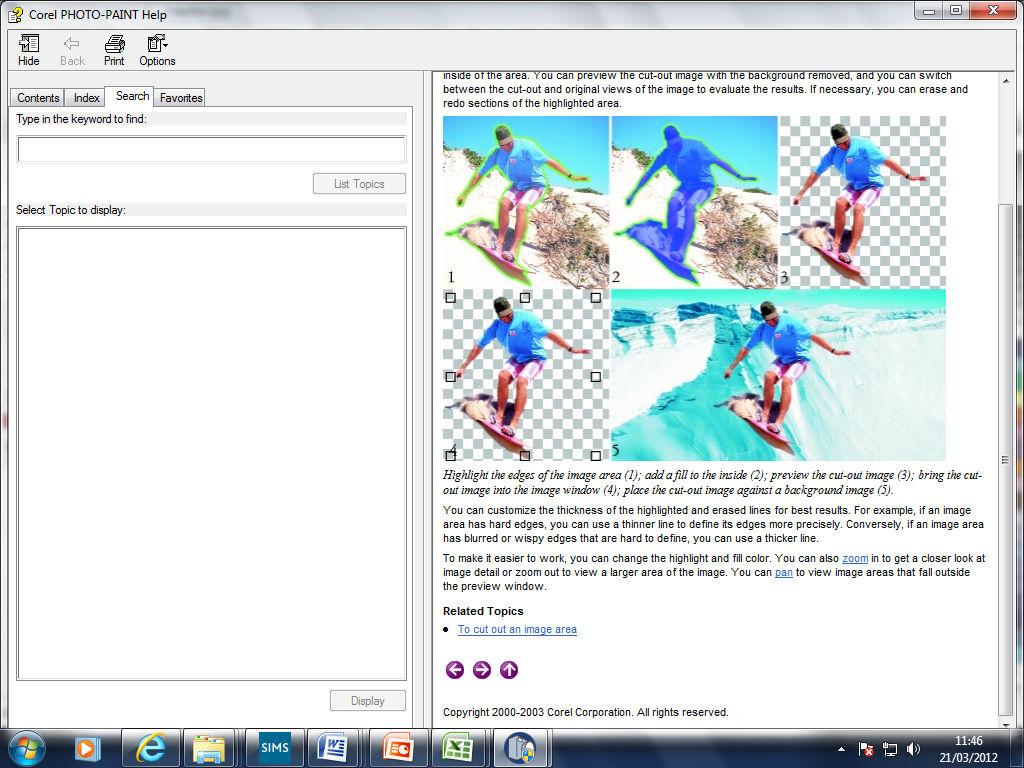 Corel PHOTO-PAINT Help
Hide Back Print Options
Contents Index Search Favorites
Type in the keyword to find:
List Topics
Select Topic to display:
Display
inside of the area. You can preview the cut-out image with the background removed, and you can switch
between the cut-out and original views of the image to evaluate the results. If necessary, you can erase and
redo sections of the highlighted area.
1 2 3
4 5
Highlight the edges of the image area (1); add a fill to the inside (2); preview the cut-out image (3); bring the cut-
out image into the image window (4); place the cut-out image against a background image (5).
You can customize the thickness of the highlighted and erased lines for best results. For example, if an image
area has hard edges, you can use a thinner line to define its edges more precisely. Conversely, if an image area
has blurred or wispy edges that are hard to define, you can use a thicker line.
To make it easier to work, you can change the highlight and fill color. You can also zoom in to get a closer look at
image detail or zoom out to view a larger area of the image. You can pan to view image areas that fall outside
the preview window.
Related Topics
To cut out an image area
Copyright 2000-2003 Corel Corporation. All rights reserved.
SIMS
11:46
21/03/2012